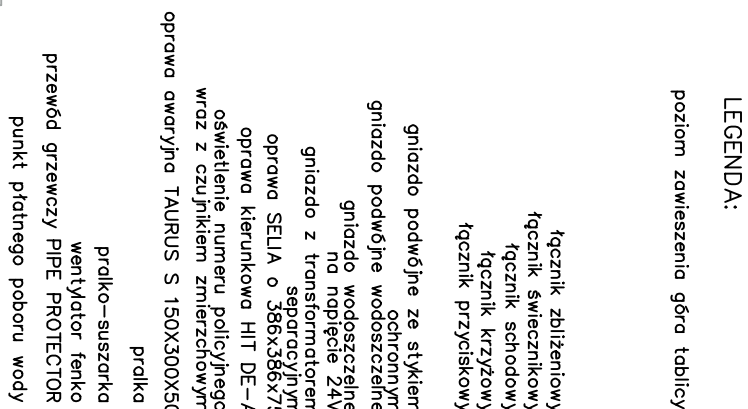 LEGENDA:
poziom zawieszenia góra tablicy
łącznik zbliżeniowy
łącznik świecznikowy
łącznik schodowy
łącznik krzyżowy
łącznik przyciskowy
gniazdo podwójne ze stykiem
ochronnym
gniazdo podwójne wodoszczelne
gniazdo wodoszczelne
na napięcie 24V
gniazdo z transformatorem
separacyjnym
oprawa SELIA o 386x386x75
oprawa kierunkowa HIT DE-A
oświetlenie numeru policyjnego
wraz z czujnikiem zmierzchowym
oprawa awaryjna TAURUS S 150X300X50
pralka
pralko-suszarka
wentylator fenko
przewód grzewczy PIPE PROTECTOR
punkt płatnego poboru wody